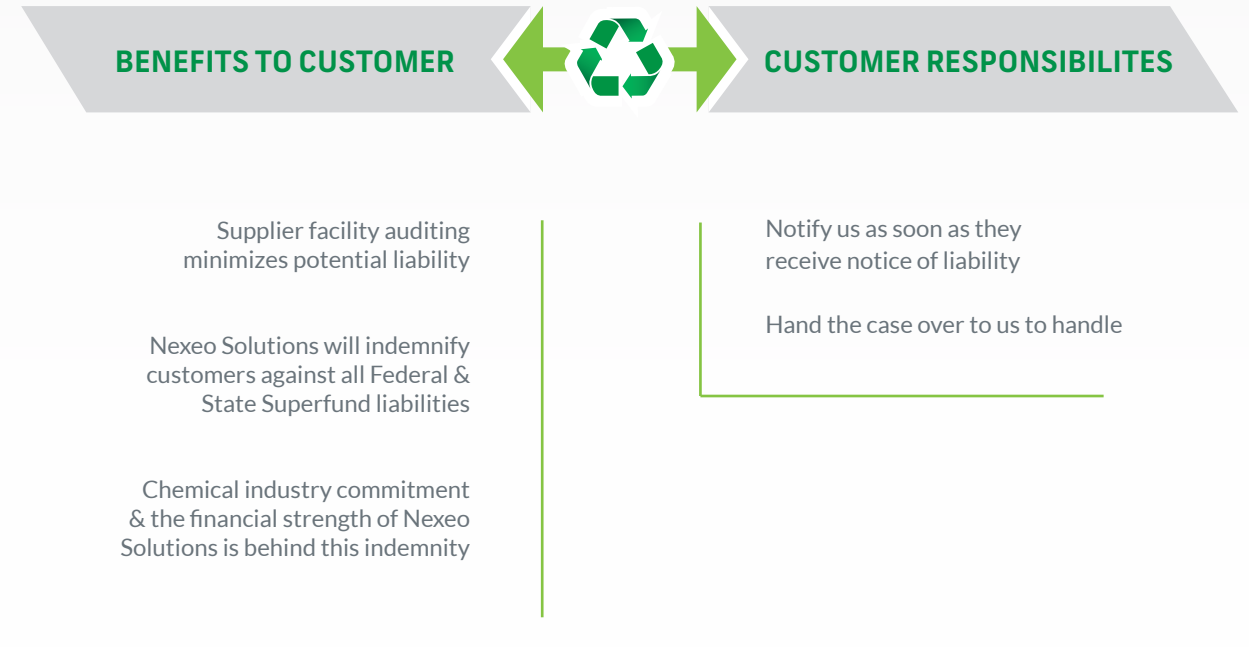 BENEFITS TO CUSTOMER
CUSTOMER RESPONSIBILITES
Supplier facility auditing
minimizes potential liability
Nexeo Solutions will indemnify
customers against all Federal &
State Superfund liabilities
Chemical industry commitment
& the financial strength of Nexeo
Solutions is behind this indemnity
Notify us as soon as they
receive notice of liability
Hand the case over to us to handle